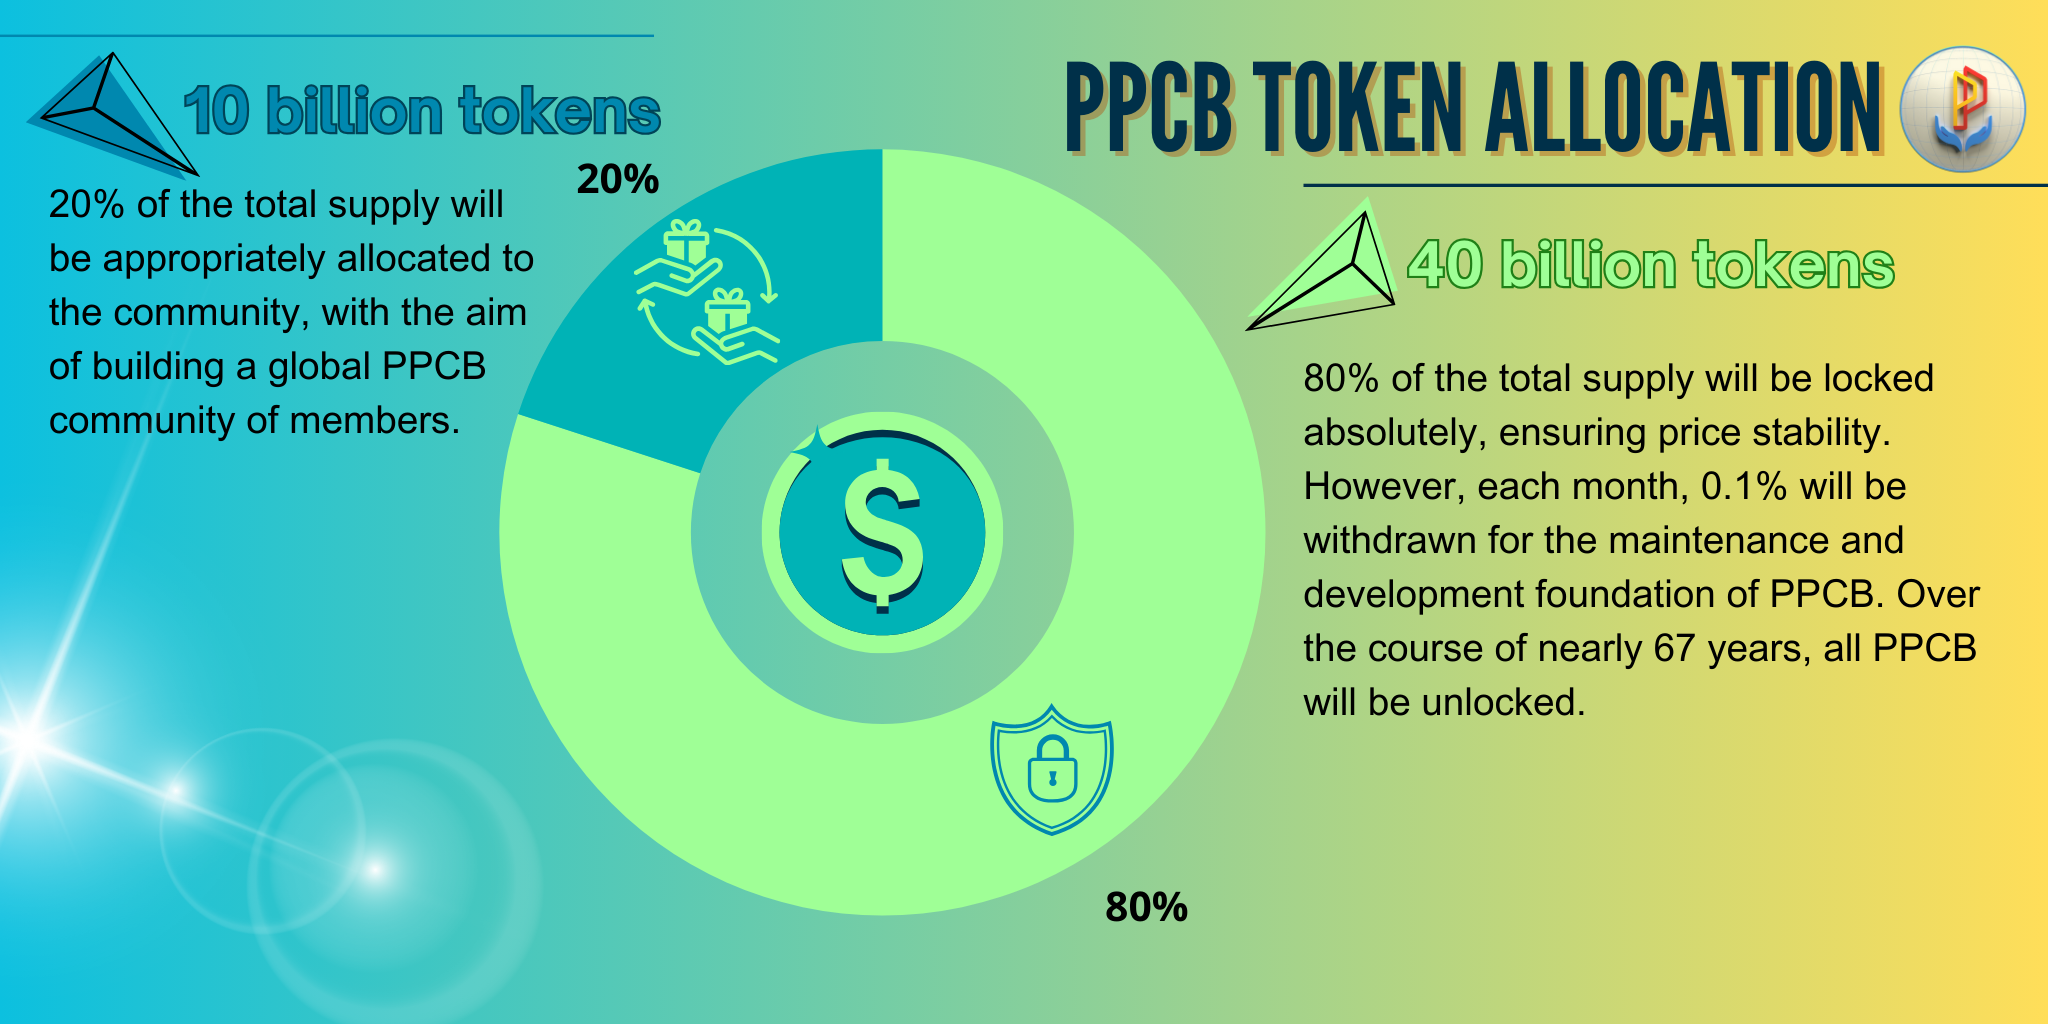 PPCB TOKEN ALLOCATION
10 billion tokens
20%
20% of the total supply will
be appropriately allocated to
the community, with the aim
of building a global PPCB
community of members.
40 billion tokens
80% of the total supply will be locked
absolutely, ensuring price stability.
However, each month, 0.1% will be
withdrawn for the maintenance and
development foundation of PPCB. Over
the course of nearly 67 years, all PPCB
will be unlocked.
$
80%